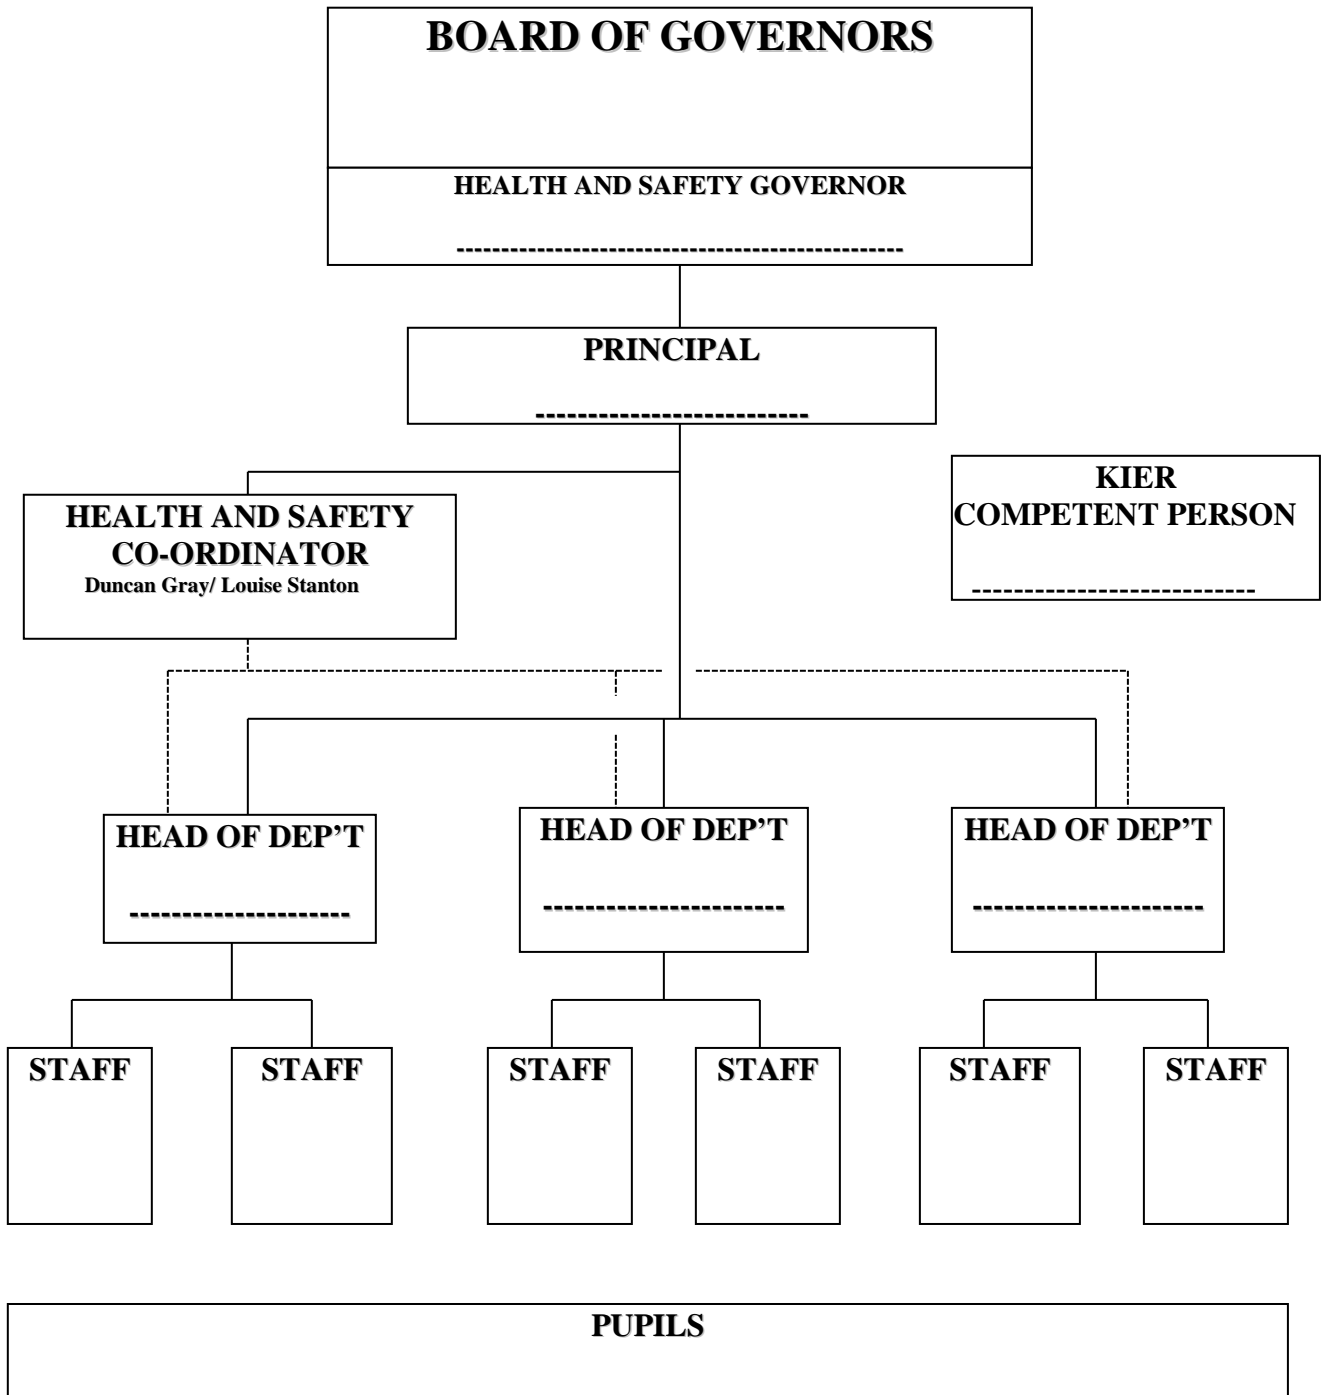 BOARD OF GOVERNORS
HEALTH AND SAFETY GOVERNOR
--------------------------------------------------
PRINCIPAL
--------------------------
KIER
COMPETENT PERSON
---------------------------
HEALTH AND SAFETY
CO-ORDINATOR
Duncan Gray/ Louise Stanton
HEAD OF DEP’T
---------------------
HEAD OF DEP’T
-----------------------
HEAD OF DEP’T
----------------------
STAFF
STAFF
STAFF
STAFF
STAFF
STAFF
PUPILS